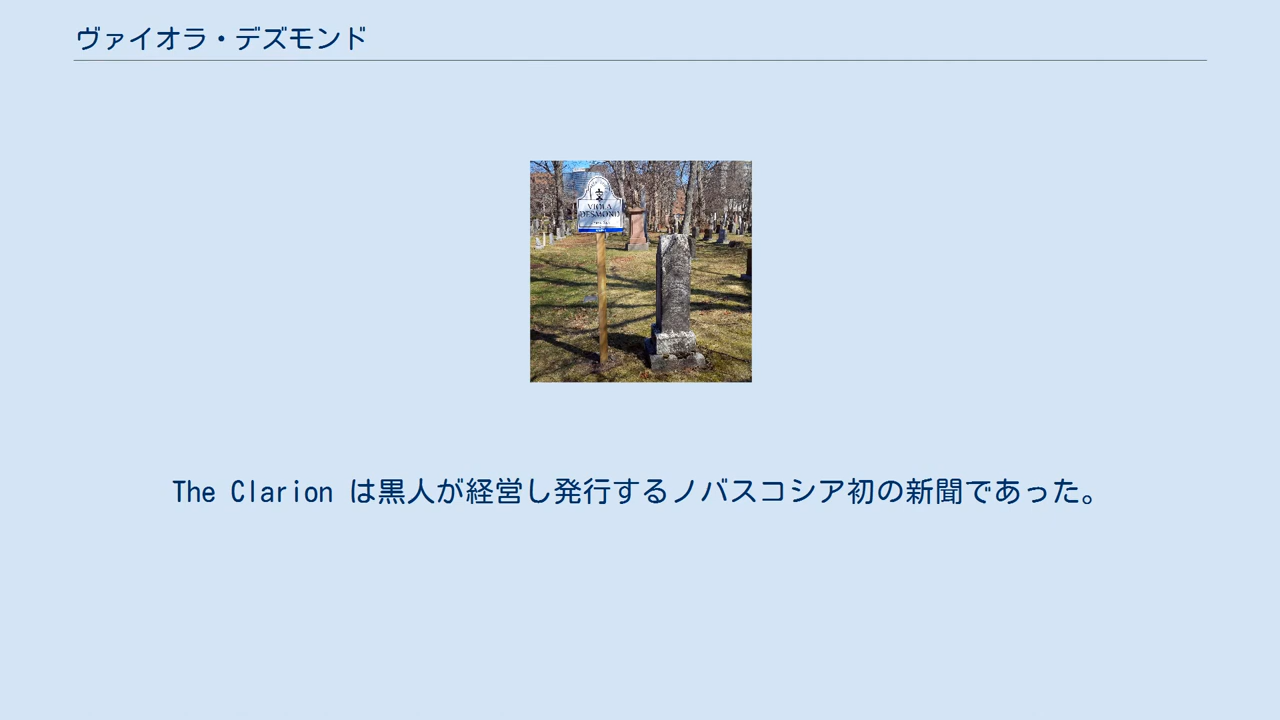 ヴァイオラ・デズモンド
VIOLA
DESMOND
The Clarion は黒人が経営し発行するノバスコシア初の新聞であった。